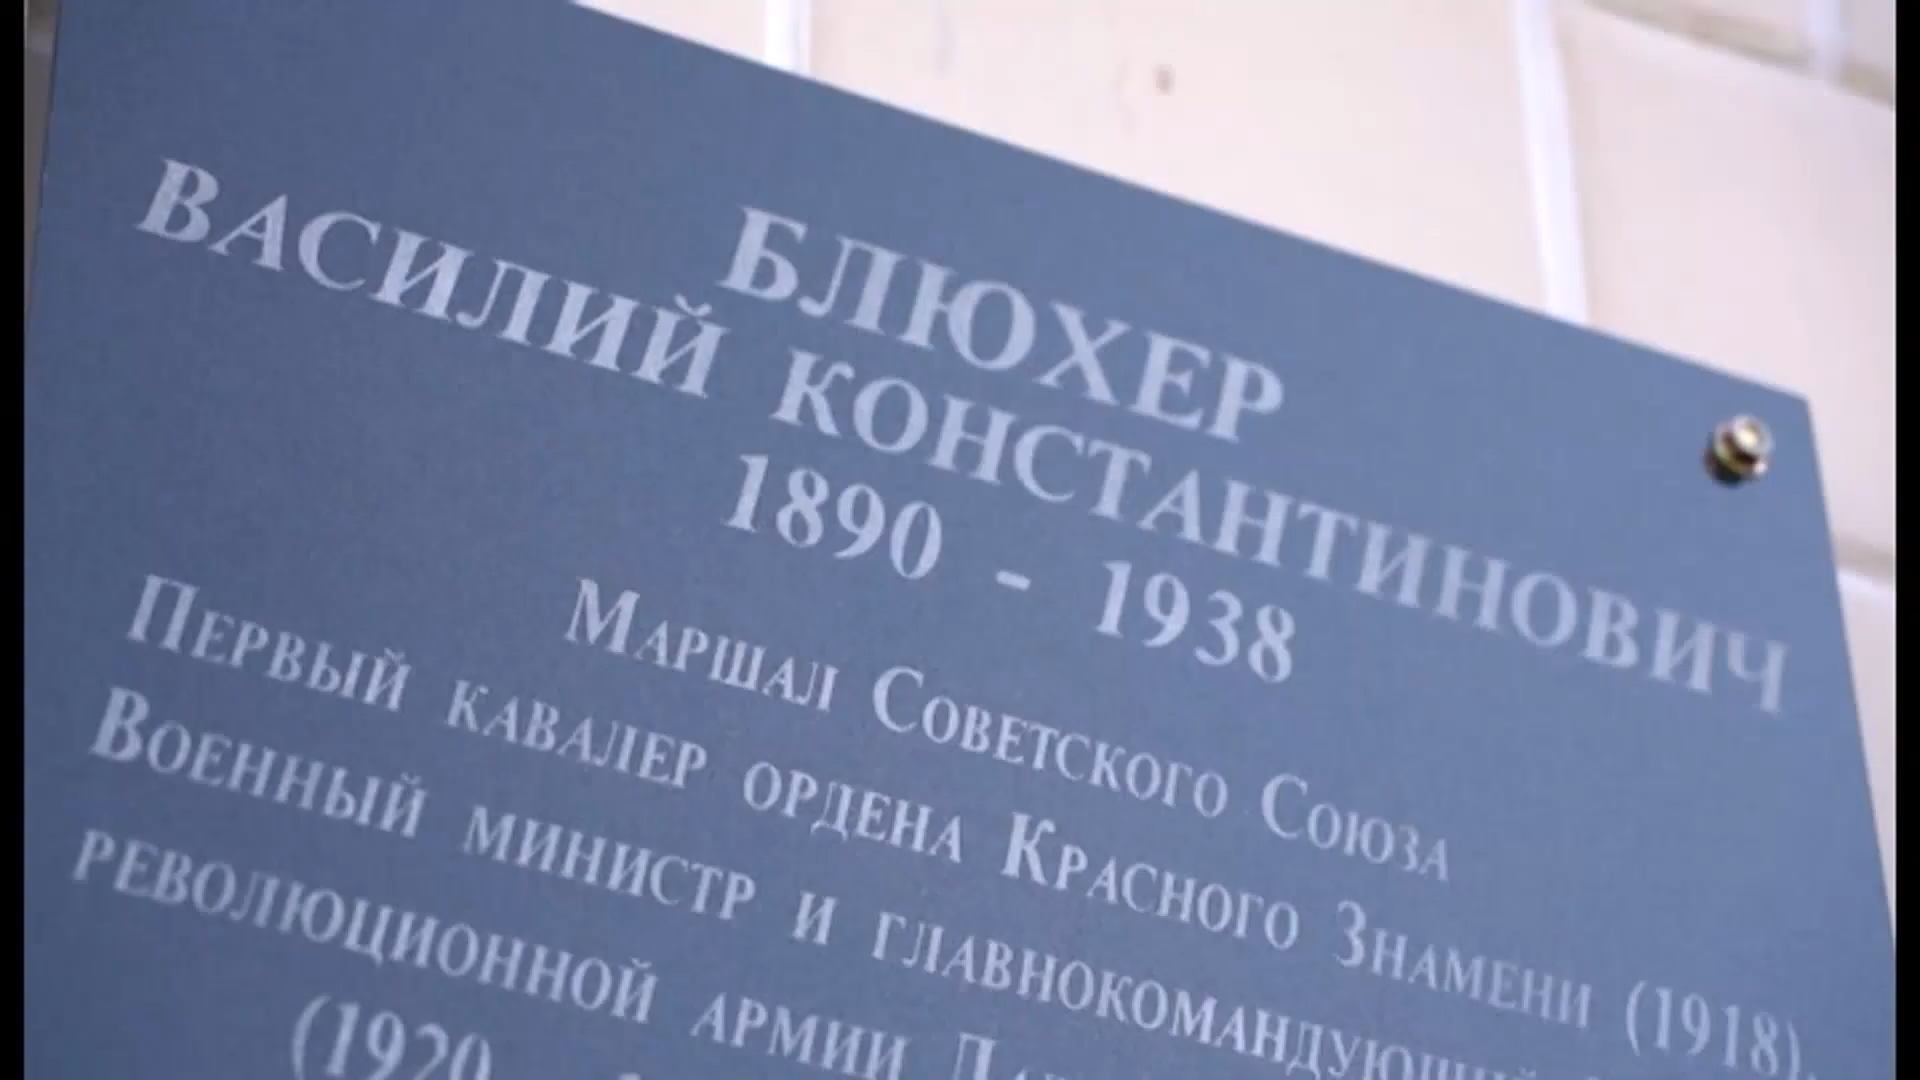 БЛЮХЕР
ВАСИЛИЙ КОНСТАНТИНОВИЧ
1890 - 1938
МАРШАЛ СОВЕТСКОГО СОЮЗА
ПЕРВЫЙ КАВАЛЕР ОРДЕНА КРАСНОГО ЗНАМЕНИ (1918).
ВОЕННЫЙ МИНИСТР И ГЛАВНОКОМАНДУЮЩИЙ
РЕВОЛЮЦИОННОЙ АРМИИ
(1920